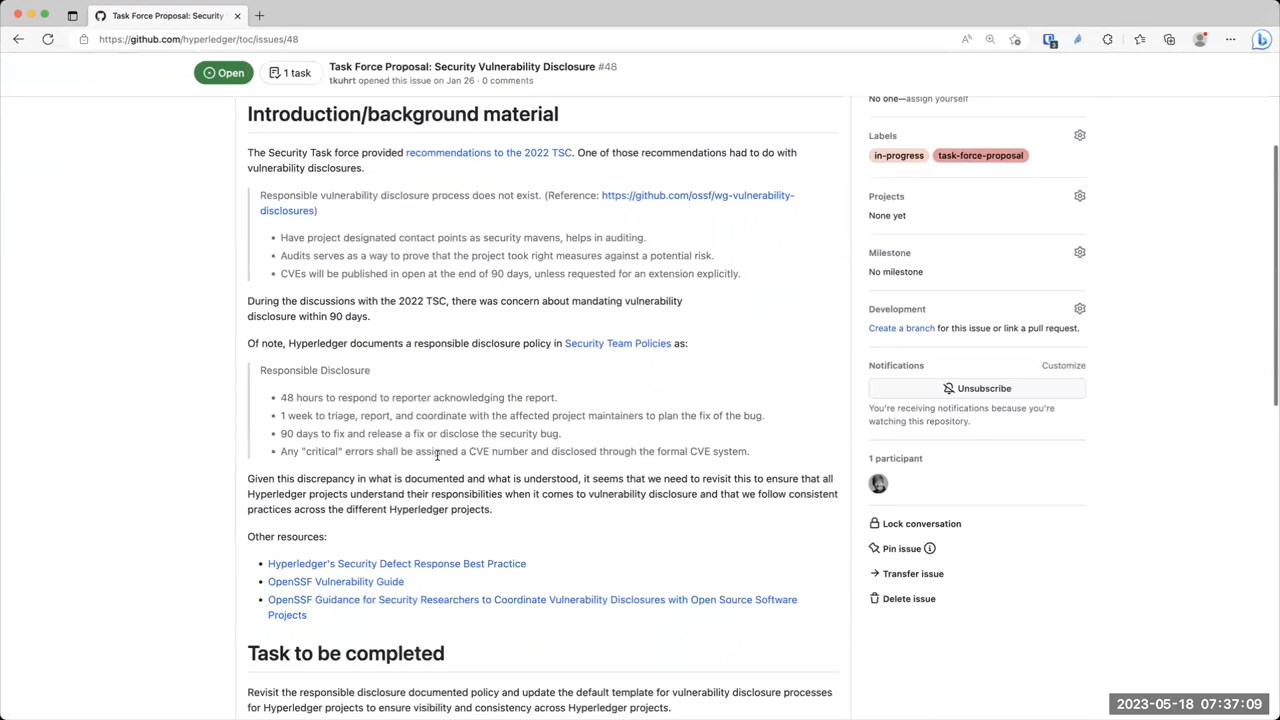 Task Force Proposal: Security
https://github.com/hyperledger/toc/issues/48
Open
1 task
Task Force Proposal: Security Vulnerability Disclosure #48
tkuhrt opened this issue on Jan 26 · 0 comments
Introduction/background material
The Security Task force provided recommendations to the 2022 TSC. One of those recommendations had to do with
vulnerability disclosures.
Responsible vulnerability disclosure process does not exist. (Reference: https://github.com/ossf/wg-vulnerability-
disclosures)
• Have project designated contact points as security mavens, helps in auditing.
• Audits serves as a way to prove that the project took right measures against a potential risk.
• CVEs will be published in open at the end of 90 days, unless requested for an extension explicitly.
During the discussions with the 2022 TSC, there was concern about mandating vulnerability
disclosure within 90 days.
Of note, Hyperledger documents a responsible disclosure policy in Security Team Policies as:
Responsible Disclosure
• 48 hours to respond to reporter acknowledging the report.
• 1 week to triage, report, and coordinate with the affected project maintainers to plan the fix of the bug.
• 90 days to fix and release a fix or disclose the security bug.
• Any "critical" errors shall be assigned a CVE number and disclosed through the formal CVE system.
Given this discrepancy in what is documented and what is understood, it seems that we need to revisit this to ensure that all
Hyperledger projects understand their responsibilities when it comes to vulnerability disclosure and that we follow consistent
practices across the different Hyperledger projects.
Other resources:
• Hyperledger's Security Defect Response Best Practice
• OpenSSF Vulnerability Guide
• OpenSSF Guidance for Security Researchers to Coordinate Vulnerability Disclosures with Open Source Software
Projects
Task to be completed
Revisit the responsible disclosure documented policy and update the default template for vulnerability disclosure processes
for Hyperledger projects to ensure visibility and consistency across Hyperledger projects.
No one—assign yourself
Labels
in-progress
task-force-proposal
Projects
None yet
Milestone
No milestone
Development
Create a branch for this issue or link a pull request.
Notifications
Customize
Unsubscribe
You're receiving notifications because you're
watching this repository.
1 participant
Lock conversation
Pin issue
Transfer issue
Delete issue
2023-05-18 07:37:09